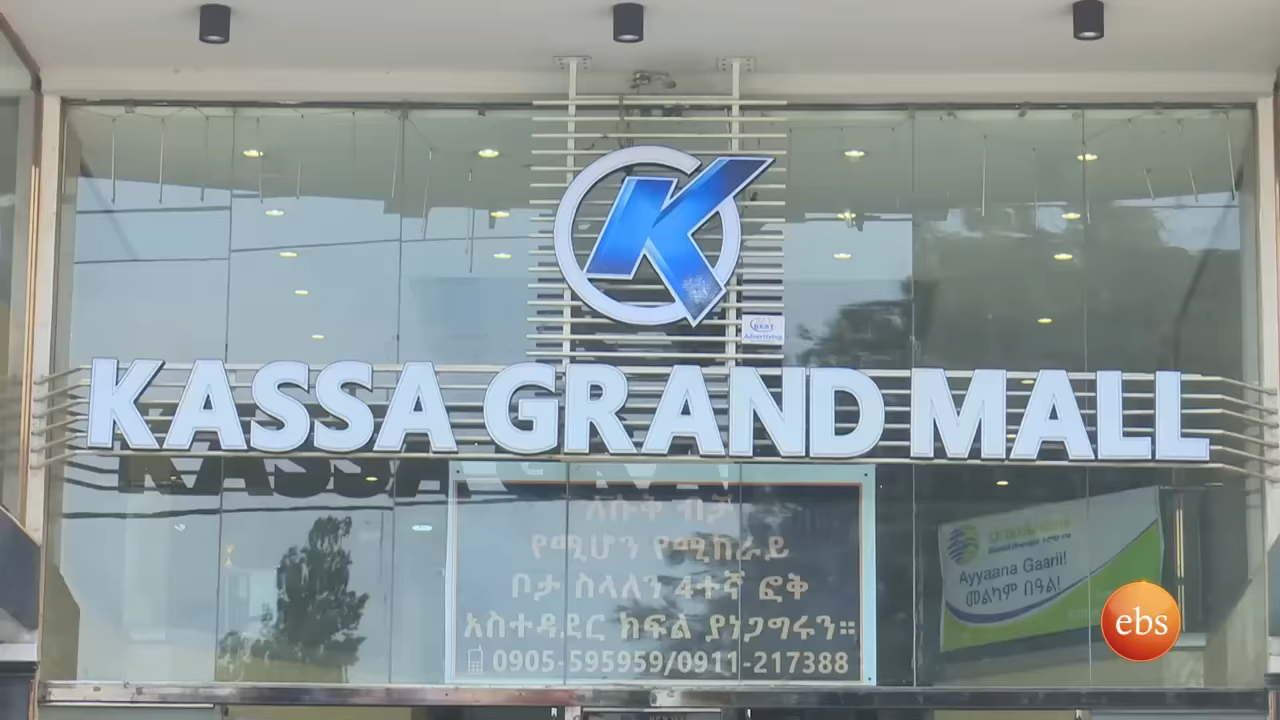 K
KASSA GRAND MALL
ለሱቅ ብቻ
የሚሆን የሚከራይ
ቦታ ስላለን 4ተኛ ፎቅ
አስተዳደር ክፍል ያነጋግሩን።
0905-595959/0911-217388
Ayyaana Gaarii!
መልካም በዓል!
ebs